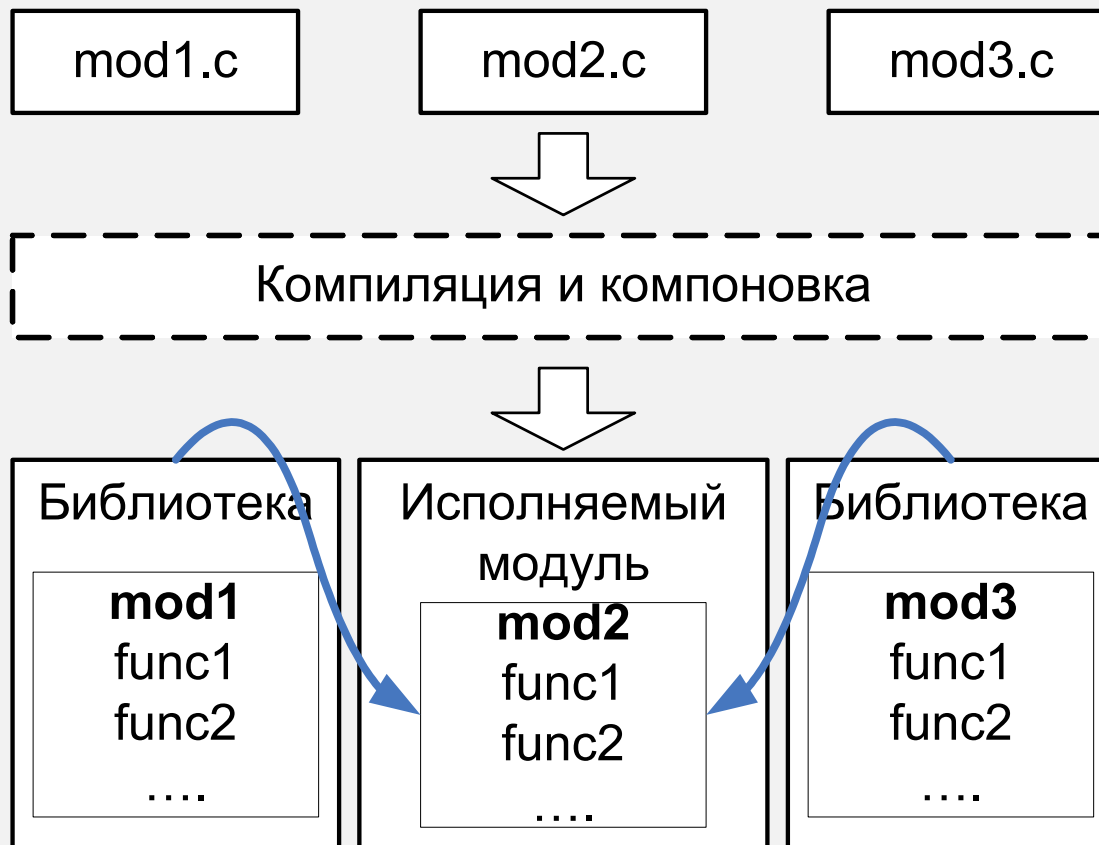 mod1.c
mod2.c
mod3.c
Компиляция и компоновка
Библиотека
mod1
func1
func2
….
Исполняемый
модуль
mod2
func1
func2
….
Библиотека
mod3
func1
func2
….